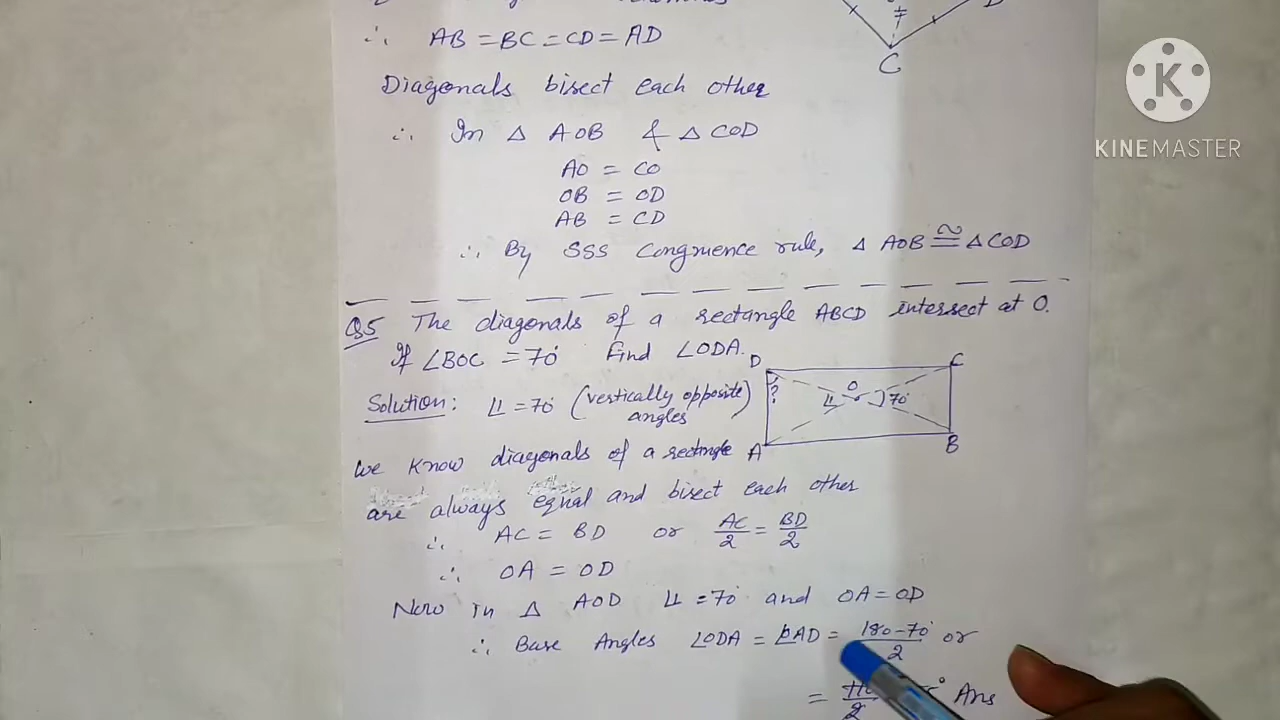 ∴ AB = BC = CD = AD
C
K
KINEMASTER
Diagonals bisect each other
∴ In △ AOB & △ COD
AO = CO
OB = OD
AB = CD
∴ By SSS Congruence rule, △ AOB ≅ △ COD
Q5 The diagonals of a rectangle ABCD intersect at O.
If ∠BOC = 70° Find ∠ODA.
D C
? ∠1 O 70°
A B
Solution: ∠1 = 70° (vertically opposite angles)
We know diagonals of a rectangle
are always equal and bisect each other
∴ AC = BD or AC/2 = BD/2
∴ OA = OD
Now in △ AOD ∠1 = 70° and OA = OD
∴ Base Angles ∠ODA = ∠OAD = 180-70°/2 or
= Ans